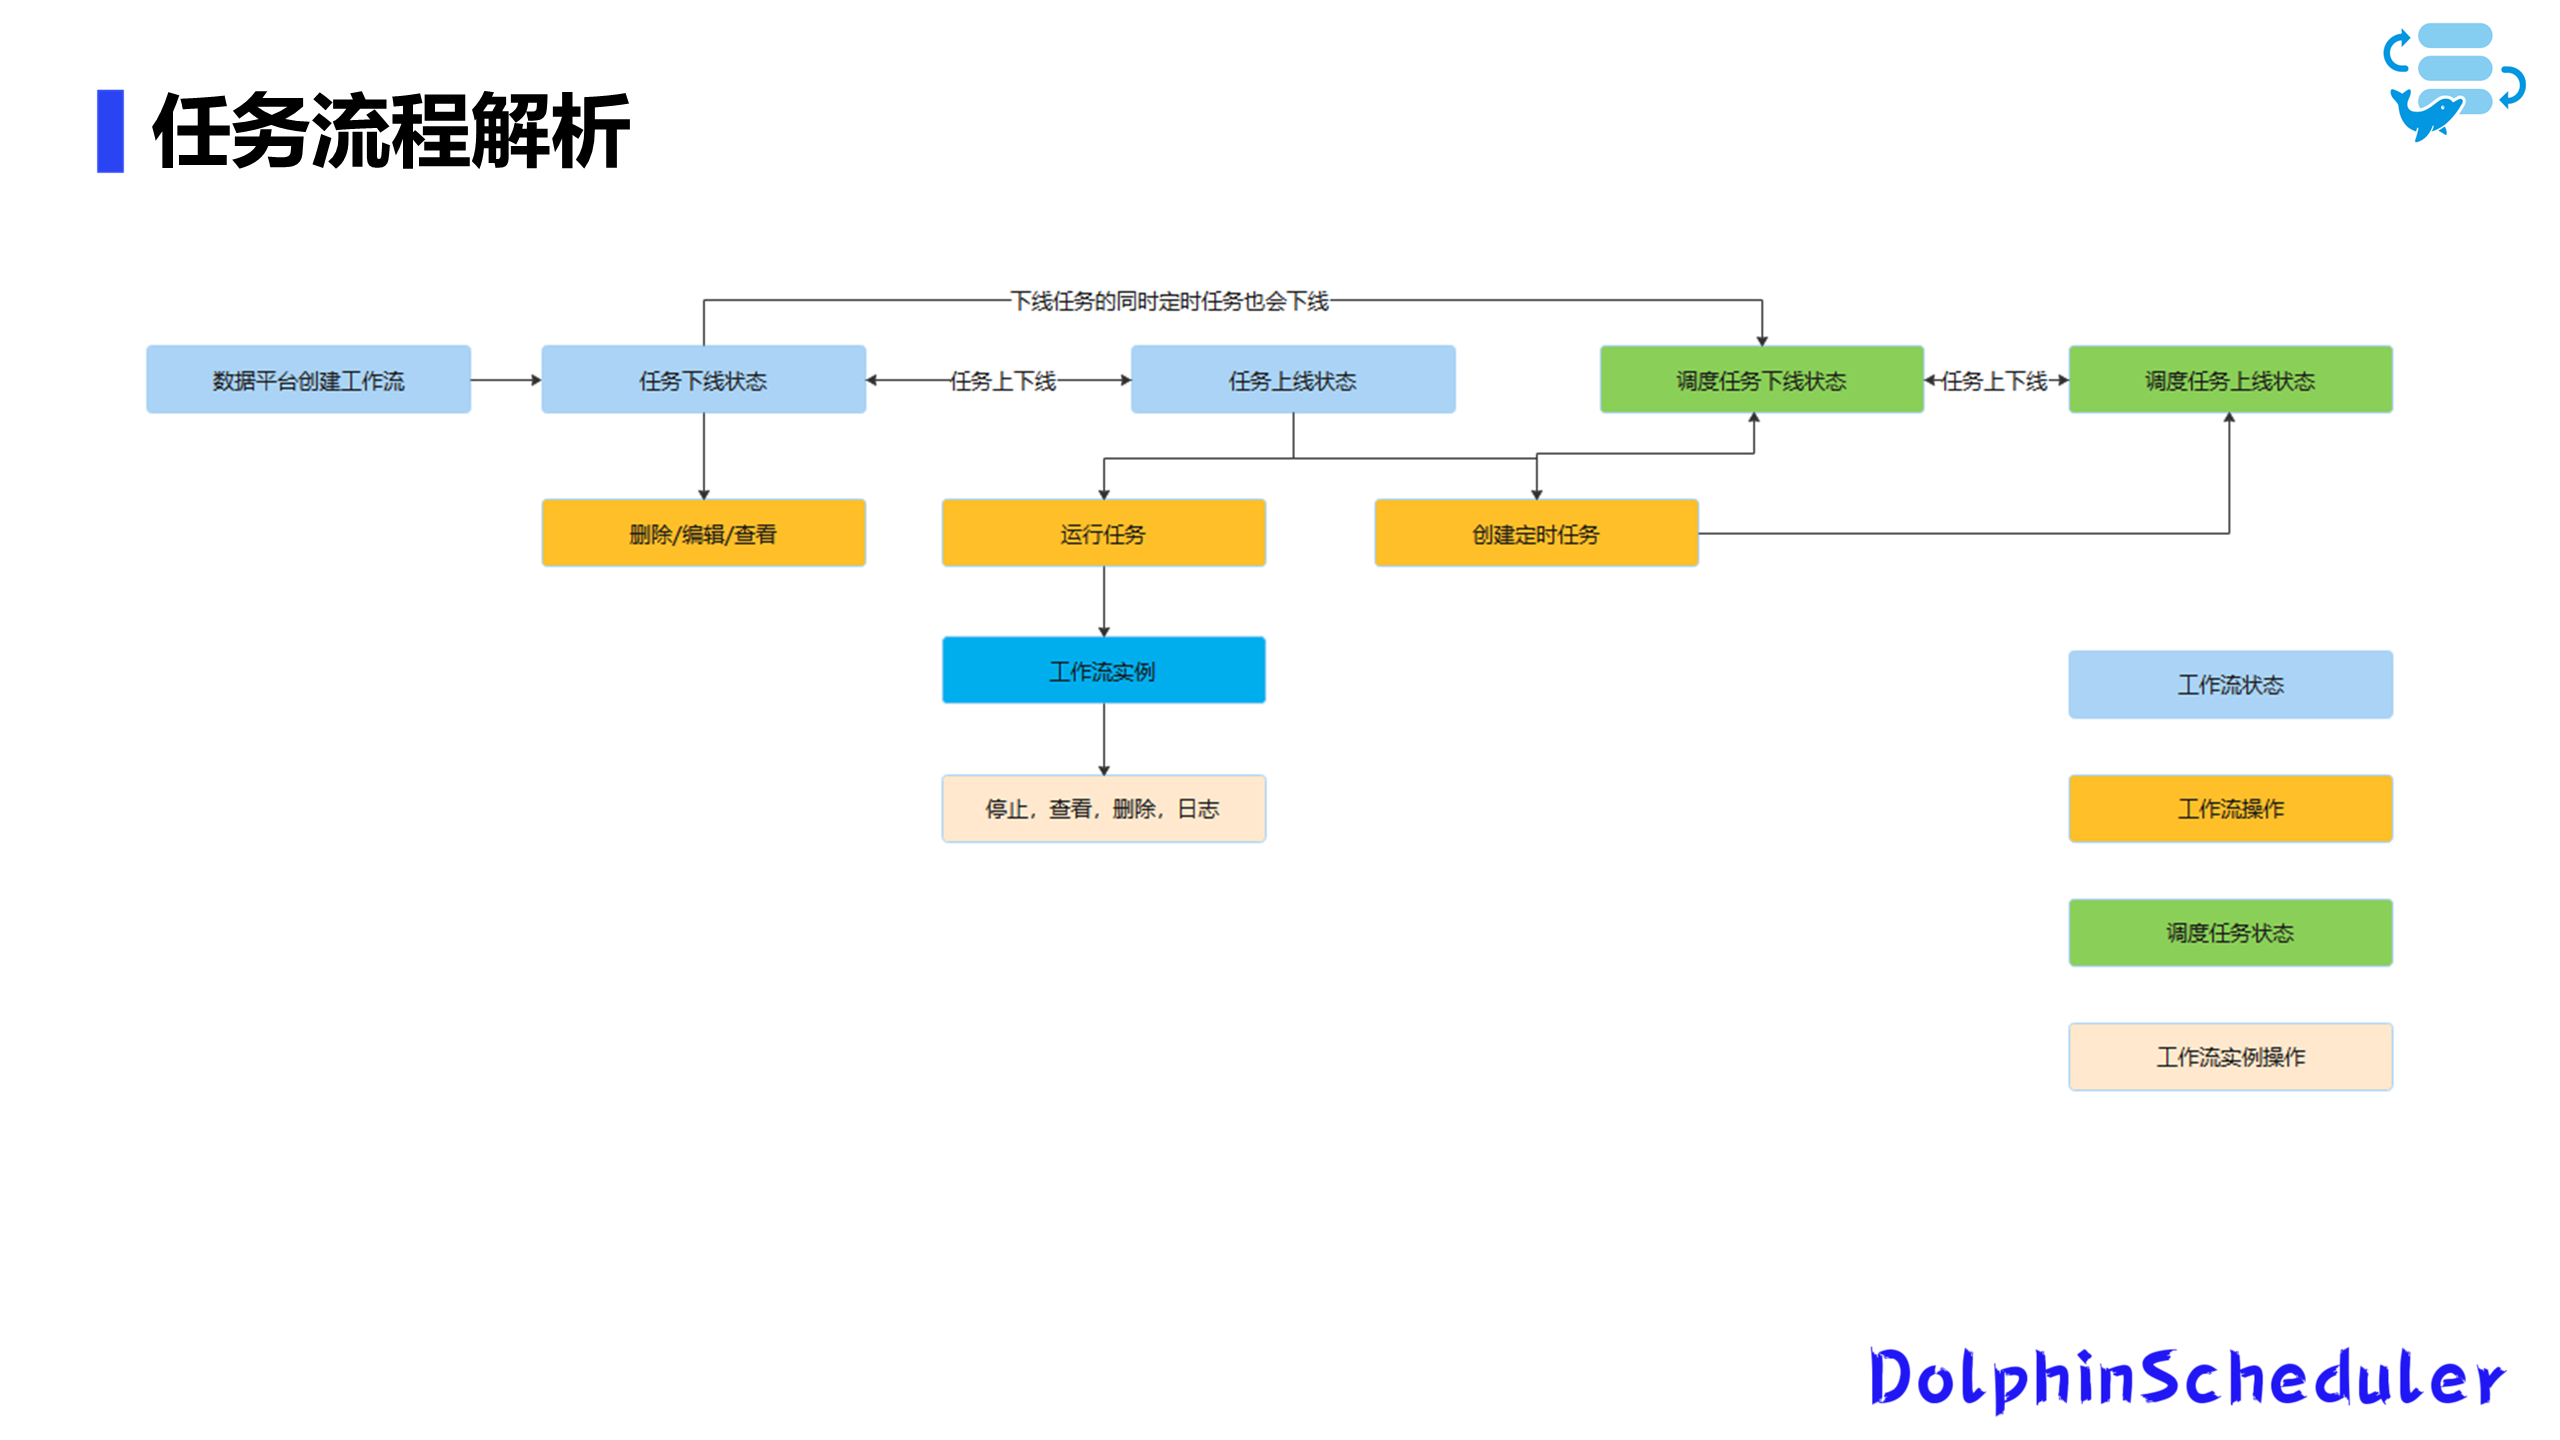 任务流程解析
下线任务的同时定时任务也会下线
数据平台创建工作流
任务下线状态
任务上下线
任务上线状态
调度任务下线状态
任务上下线
调度任务上线状态
删除/编辑/查看
运行任务
创建定时任务
工作流实例
停止，查看，删除，日志
工作流状态
工作流操作
调度任务状态
工作流实例操作
DolphinScheduler